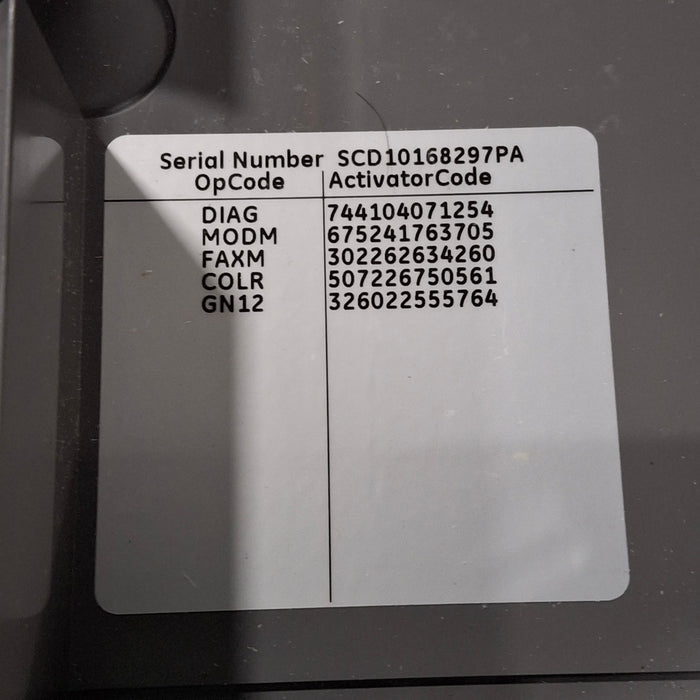 Serial Number SCD10168297PA
OpCode ActivatorCode
DIAG 744104071254
MODM 675241763705
FAXM 302262634260
COLR 507226750561
GN12 326022555764